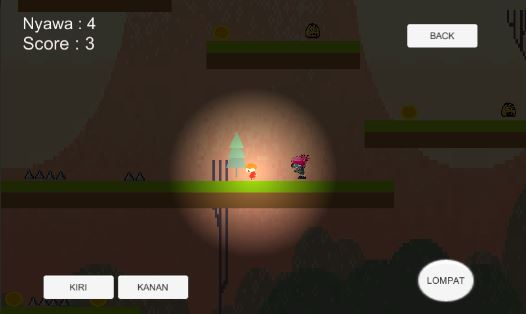 Nyawa : 4
Score : 3
BACK
KIRI
KANAN
LOMPAT